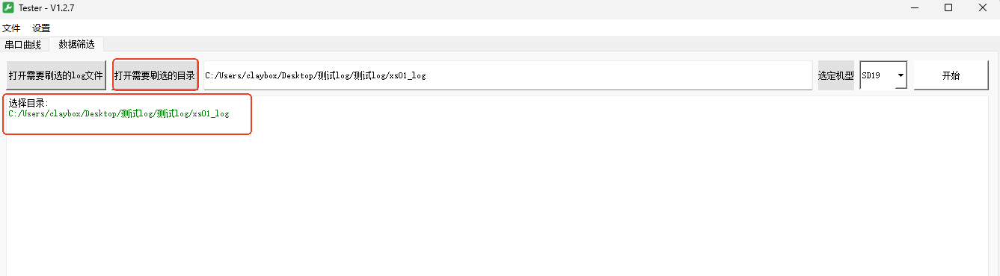 Tester - V1.2.7
文件 设置
串口曲线 数据筛选
打开需要刷选的log文件 打开需要刷选的目录 C:/Users/claybox/Desktop/测试log/测试log/xs01_log 选定机型 SD19 开始
选择目录:
C:/Users/claybox/Desktop/测试log/测试log/xs01_log